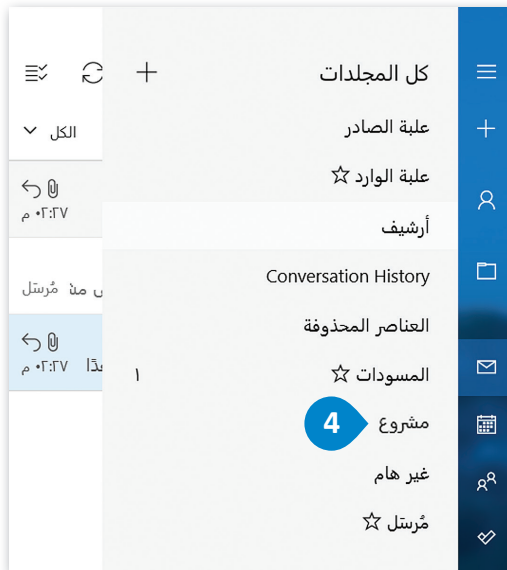 كل المجلدات
علبة الصادر
علبة الوارد
أرشيف
Conversation History
العناصر المحذوفة
المسودات ١
مشروع 4
غير هام
مُرسَل
الكل
٠٢:٢٧ م
مُرسَل
غدًا ٠٢:٢٧ م